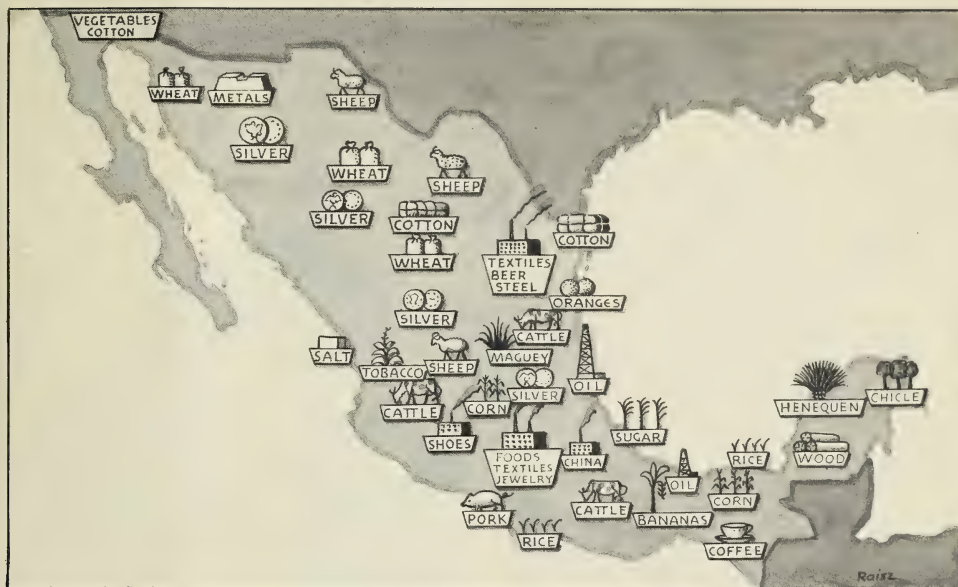 VEGETABLES
COTTON
WHEAT
METALS
SHEEP
SILVER
WHEAT
SHEEP
SILVER
COTTON
WHEAT
TEXTILES
BEER
STEEL
COTTON
ORANGES
SILVER
CATTLE
SALT
TOBACCO
SHEEP
MAGUEY
OIL
CATTLE
CORN
SILVER
HENEQUEN
CHICLE
SHOES
FOODS
TEXTILES
JEWELRY
CHINA
SUGAR
RICE
WOOD
PORK
RICE
CATTLE
BANANAS
OIL
CORN
COFFEE
Raisz